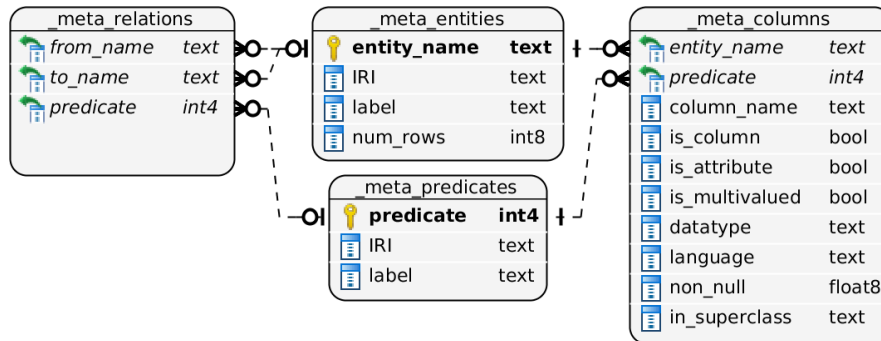 _meta_relations
from_name text
to_name text
predicate int4
_meta_entities
entity_name text
IRI text
label text
num_rows int8
_meta_predicates
predicate int4
IRI text
label text
_meta_columns
entity_name text
predicate int4
column_name text
is_column bool
is_attribute bool
is_multivalued bool
datatype text
language text
non_null float8
in_superclass text